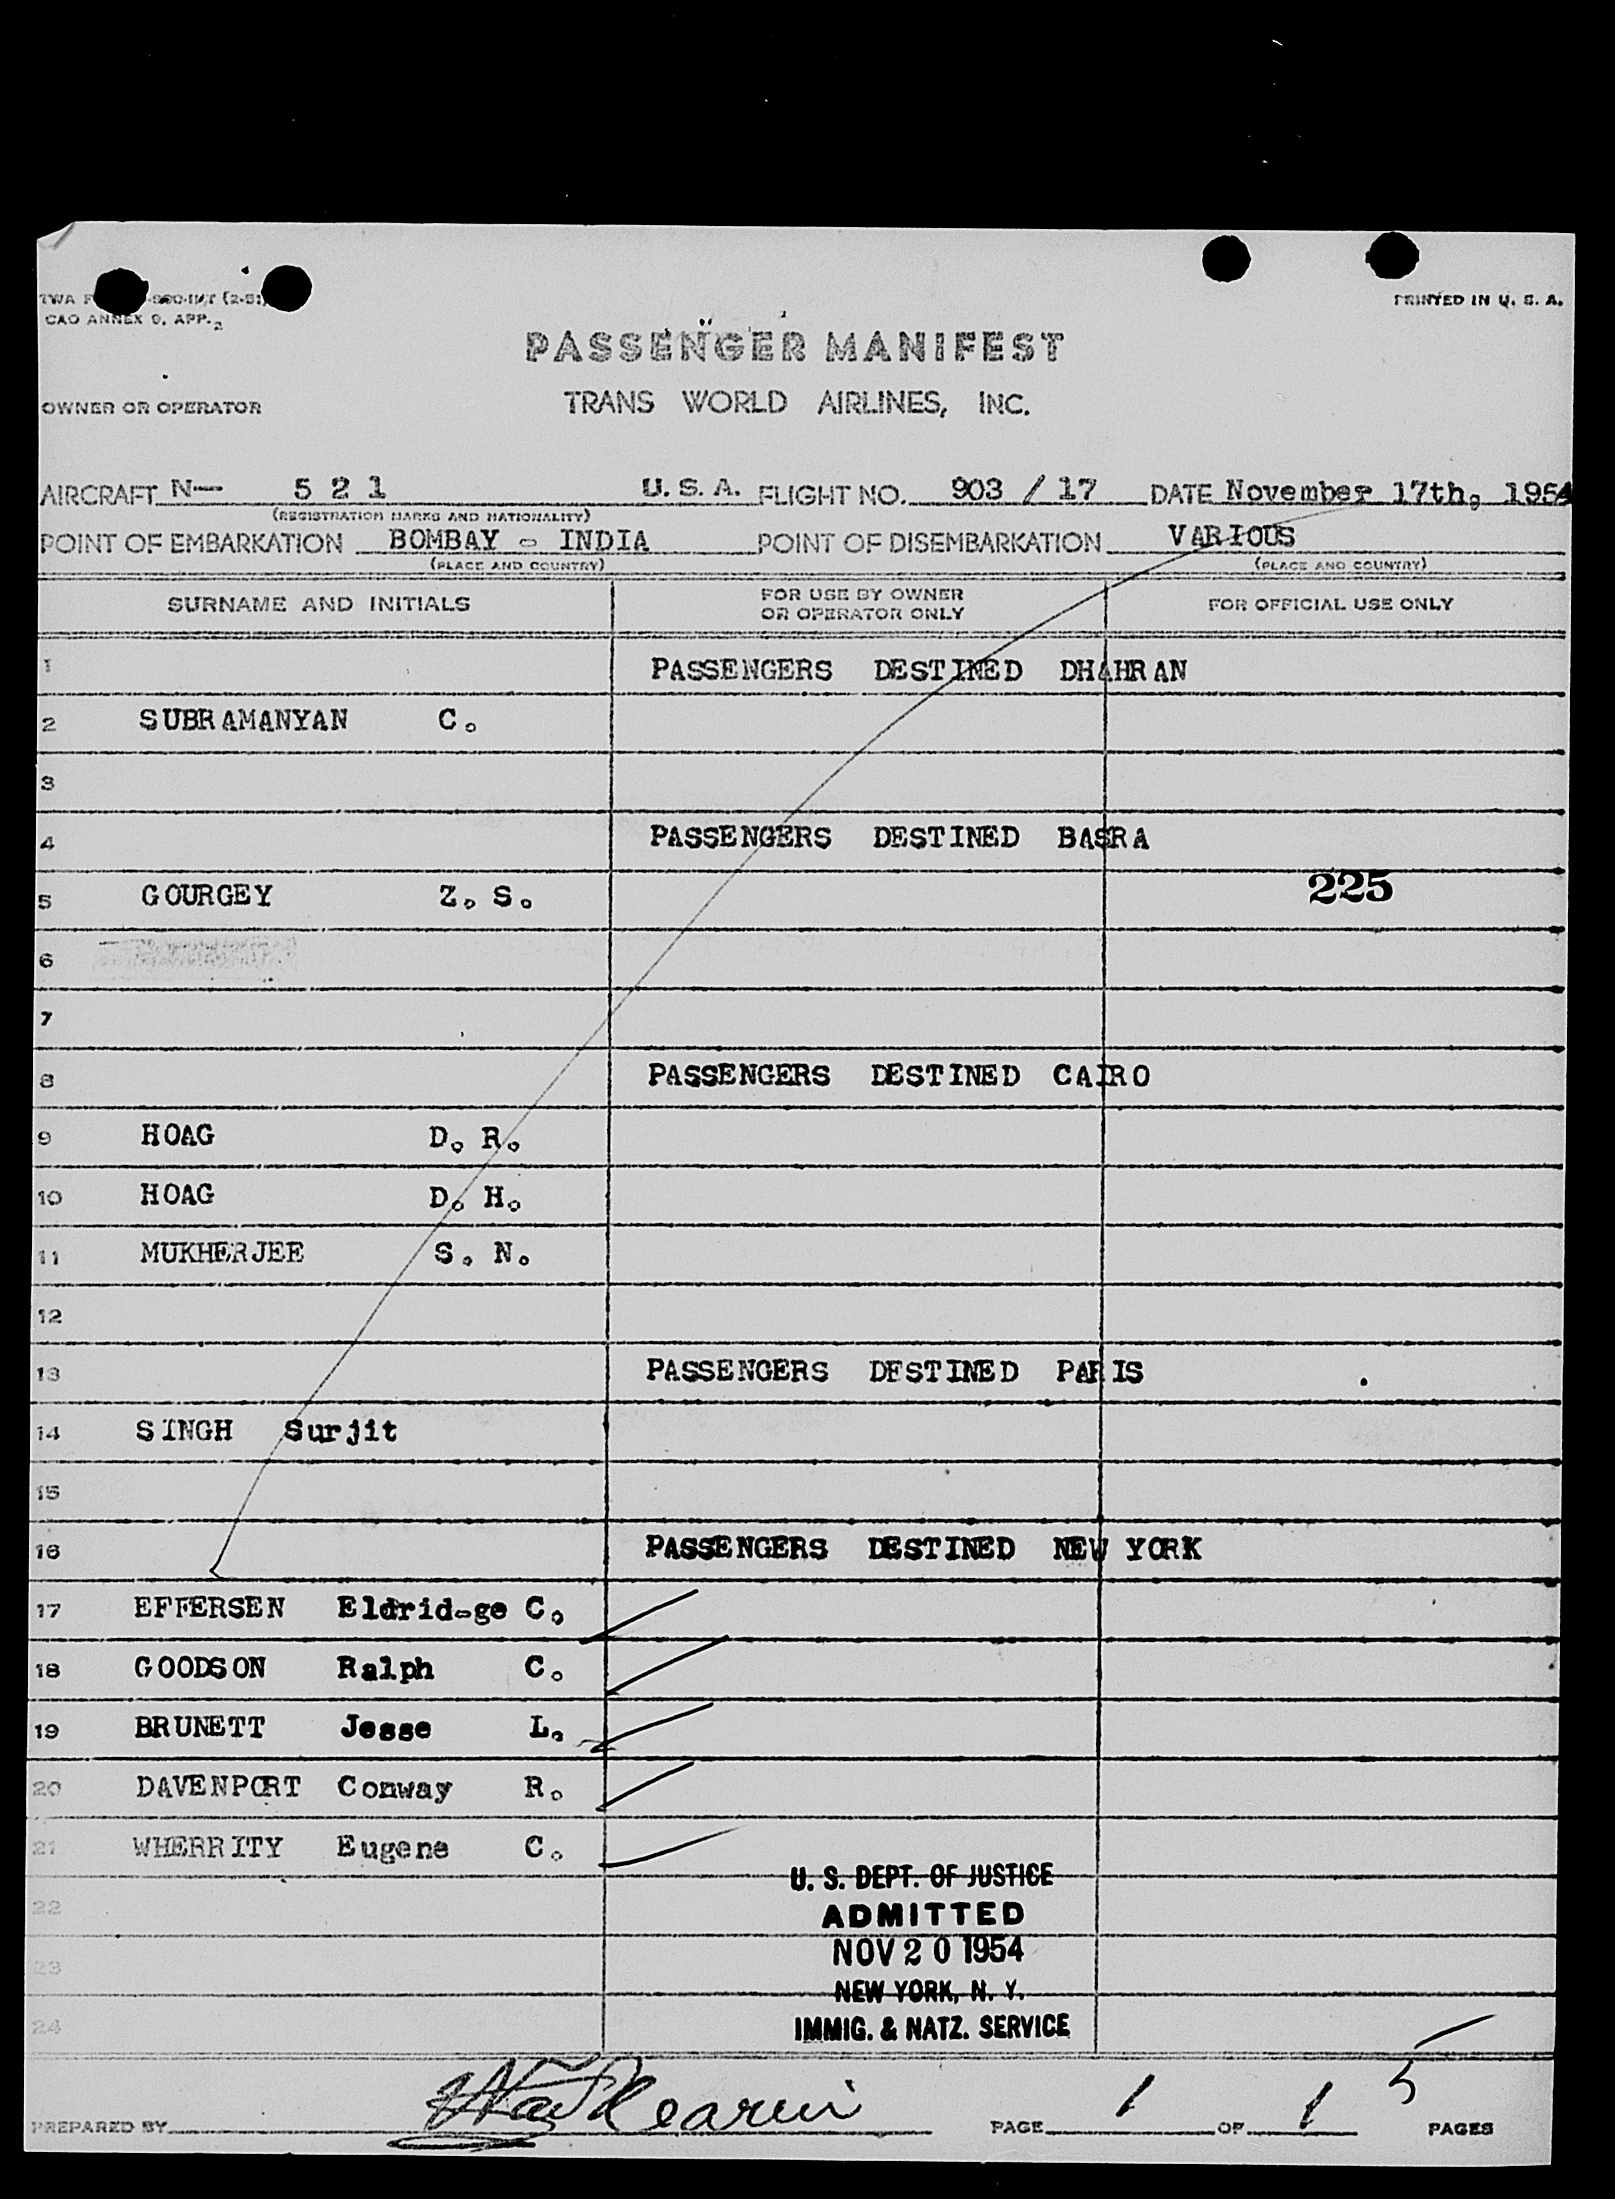 CAO ANNEX 9, APP. 2
PRINTED IN U. S. A.
PASSENGER MANIFEST
OWNER OR OPERATOR
TRANS WORLD AIRLINES, INC.
AIRCRAFT N— 5 2 1 U. S. A. FLIGHT NO. 903 / 17 DATE November 17th, 1954
(REGISTRATION MARKS AND NATIONALITY)
POINT OF EMBARKATION BOMBAY - INDIA POINT OF DISEMBARKATION VARIOUS
(PLACE AND COUNTRY) (PLACE AND COUNTRY)
SURNAME AND INITIALS FOR USE BY OWNER OR OPERATOR ONLY FOR OFFICIAL USE ONLY
1 PASSENGERS DESTINED DHAHRAN
2 SUBRAMANYAN C.
3
4 PASSENGERS DESTINED BASRA
5 GOURGEY Z. S. 225
6
7
8 PASSENGERS DESTINED CAIRO
9 HOAG D. R.
10 HOAG D. H.
11 MUKHERJEE S. N.
12
13 PASSENGERS DESTINED PARIS
14 SINGH Surjit
15
16 PASSENGERS DESTINED NEW YORK
17 EFFERSEN Eldrid-ge C.
18 GOODSON Ralph C.
19 BRUNETT Jesse L.
20 DAVENPORT Conway R.
21 WHERRITY Eugene C.
U. S. DEPT. OF JUSTICE
22 ADMITTED
NOV 20 1954
23
NEW YORK, N. Y.
24 IMMIG. & NATZ. SERVICE
5
PREPARED BY PAGE 1 OF 1 PAGES